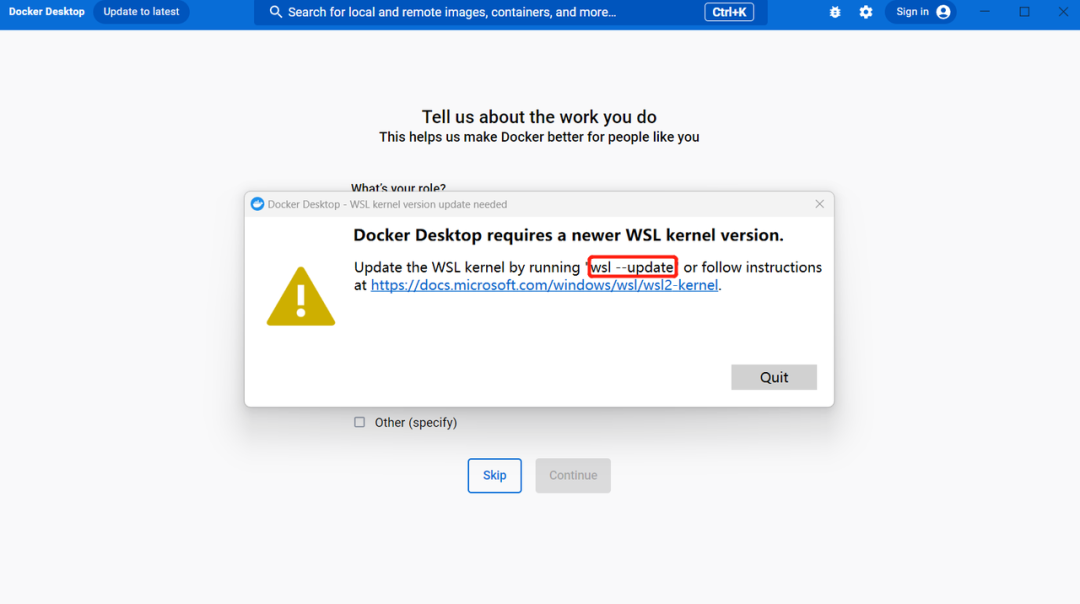 Docker Desktop Update to latest Search for local and remote images, containers, and more... Ctrl+K Sign in
Tell us about the work you do
This helps us make Docker better for people like you
What's your role?
Docker Desktop - WSL kernel version update needed
Docker Desktop requires a newer WSL kernel version.
Update the WSL kernel by running 'wsl --update' or follow instructions
at https://docs.microsoft.com/windows/wsl/wsl2-kernel.
Quit
Other (specify)
Skip Continue